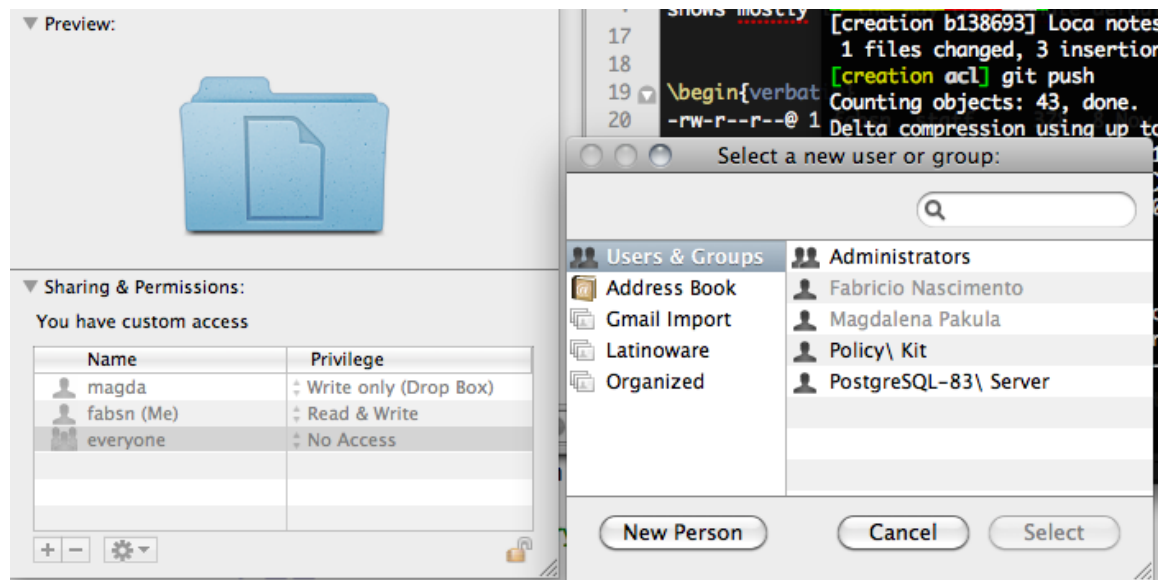 Preview:
Sharing & Permissions:
You have custom access
Name Privilege
magda Write only (Drop Box)
fabsn (Me) Read & Write
everyone No Access
shows mostly
17
18
19 \begin{verbat
20 -rw-r--r--@ 1
[creation b138693] Loca notes
1 files changed, 3 insertion
[creation acl] git push
Counting objects: 43, done.
Delta compression using up to
Select a new user or group:
Users & Groups
Address Book
Gmail Import
Latinoware
Organized
Administrators
Fabricio Nascimento
Magdalena Pakula
Policy\ Kit
PostgreSQL-83\ Server
New Person
Cancel
Select